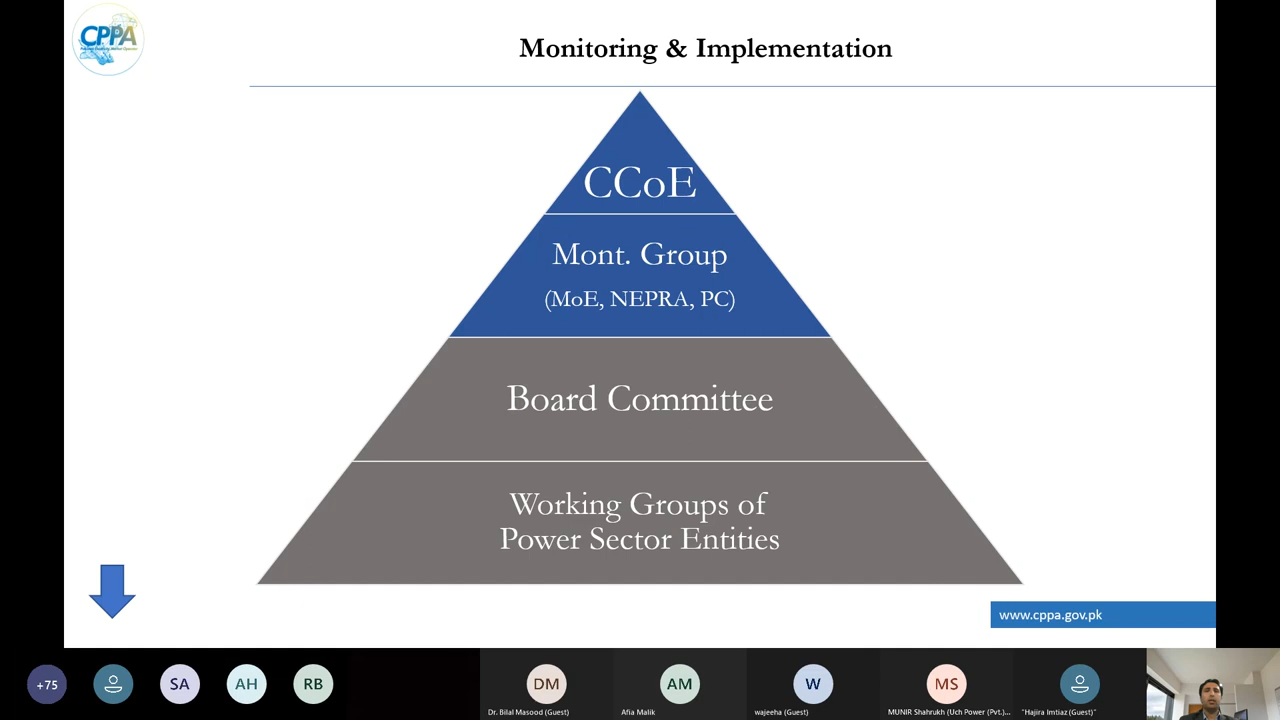 CPPA
Monitoring & Implementation
CCoE
Mont. Group
(MoE, NEPRA, PC)
Board Committee
Working Groups of
Power Sector Entities
www.cppa.gov.pk
+75
SA
AH
RB
DM
Dr. Bilal Masood (Guest)
AM
Afia Malik
W
wajeeha (Guest)
MS
MUNIR Shahrukh (Uch Power (Pvt.)...
"Hajira Imtiaz (Guest)"